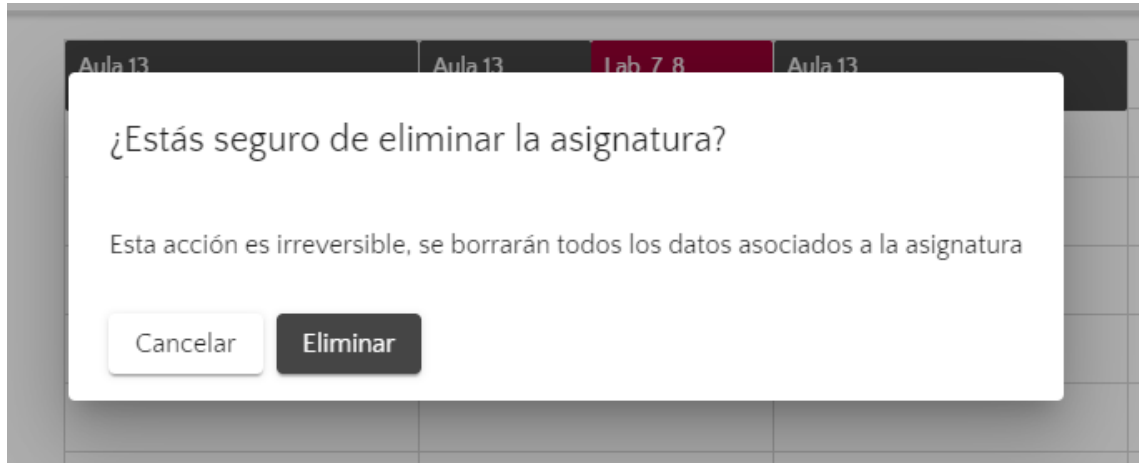 Aula 13
Aula 13
Lab. 7, 8
Aula 13
¿Estás seguro de eliminar la asignatura?
Esta acción es irreversible, se borrarán todos los datos asociados a la asignatura
Cancelar
Eliminar